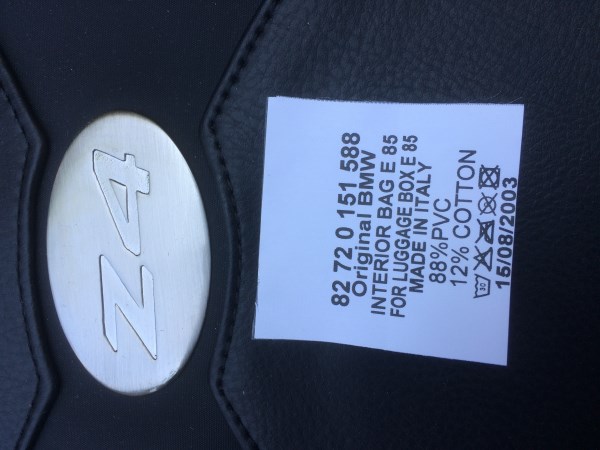 Z4
82 72 0 151 588
Original BMW
INTERIOR BAG E 85
FOR LUGGAGE BOX E 85
MADE IN ITALY
88%PVC
12% COTTON
30
15/08/2003